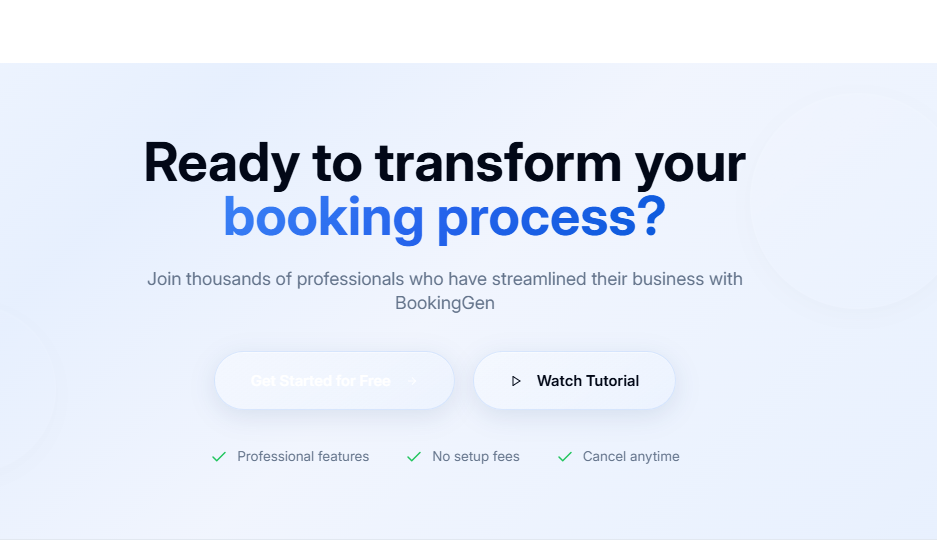 Ready to transform your
booking process?
Join thousands of professionals who have streamlined their business with
BookingGen
Get Started for Free
Watch Tutorial
Professional features
No setup fees
Cancel anytime